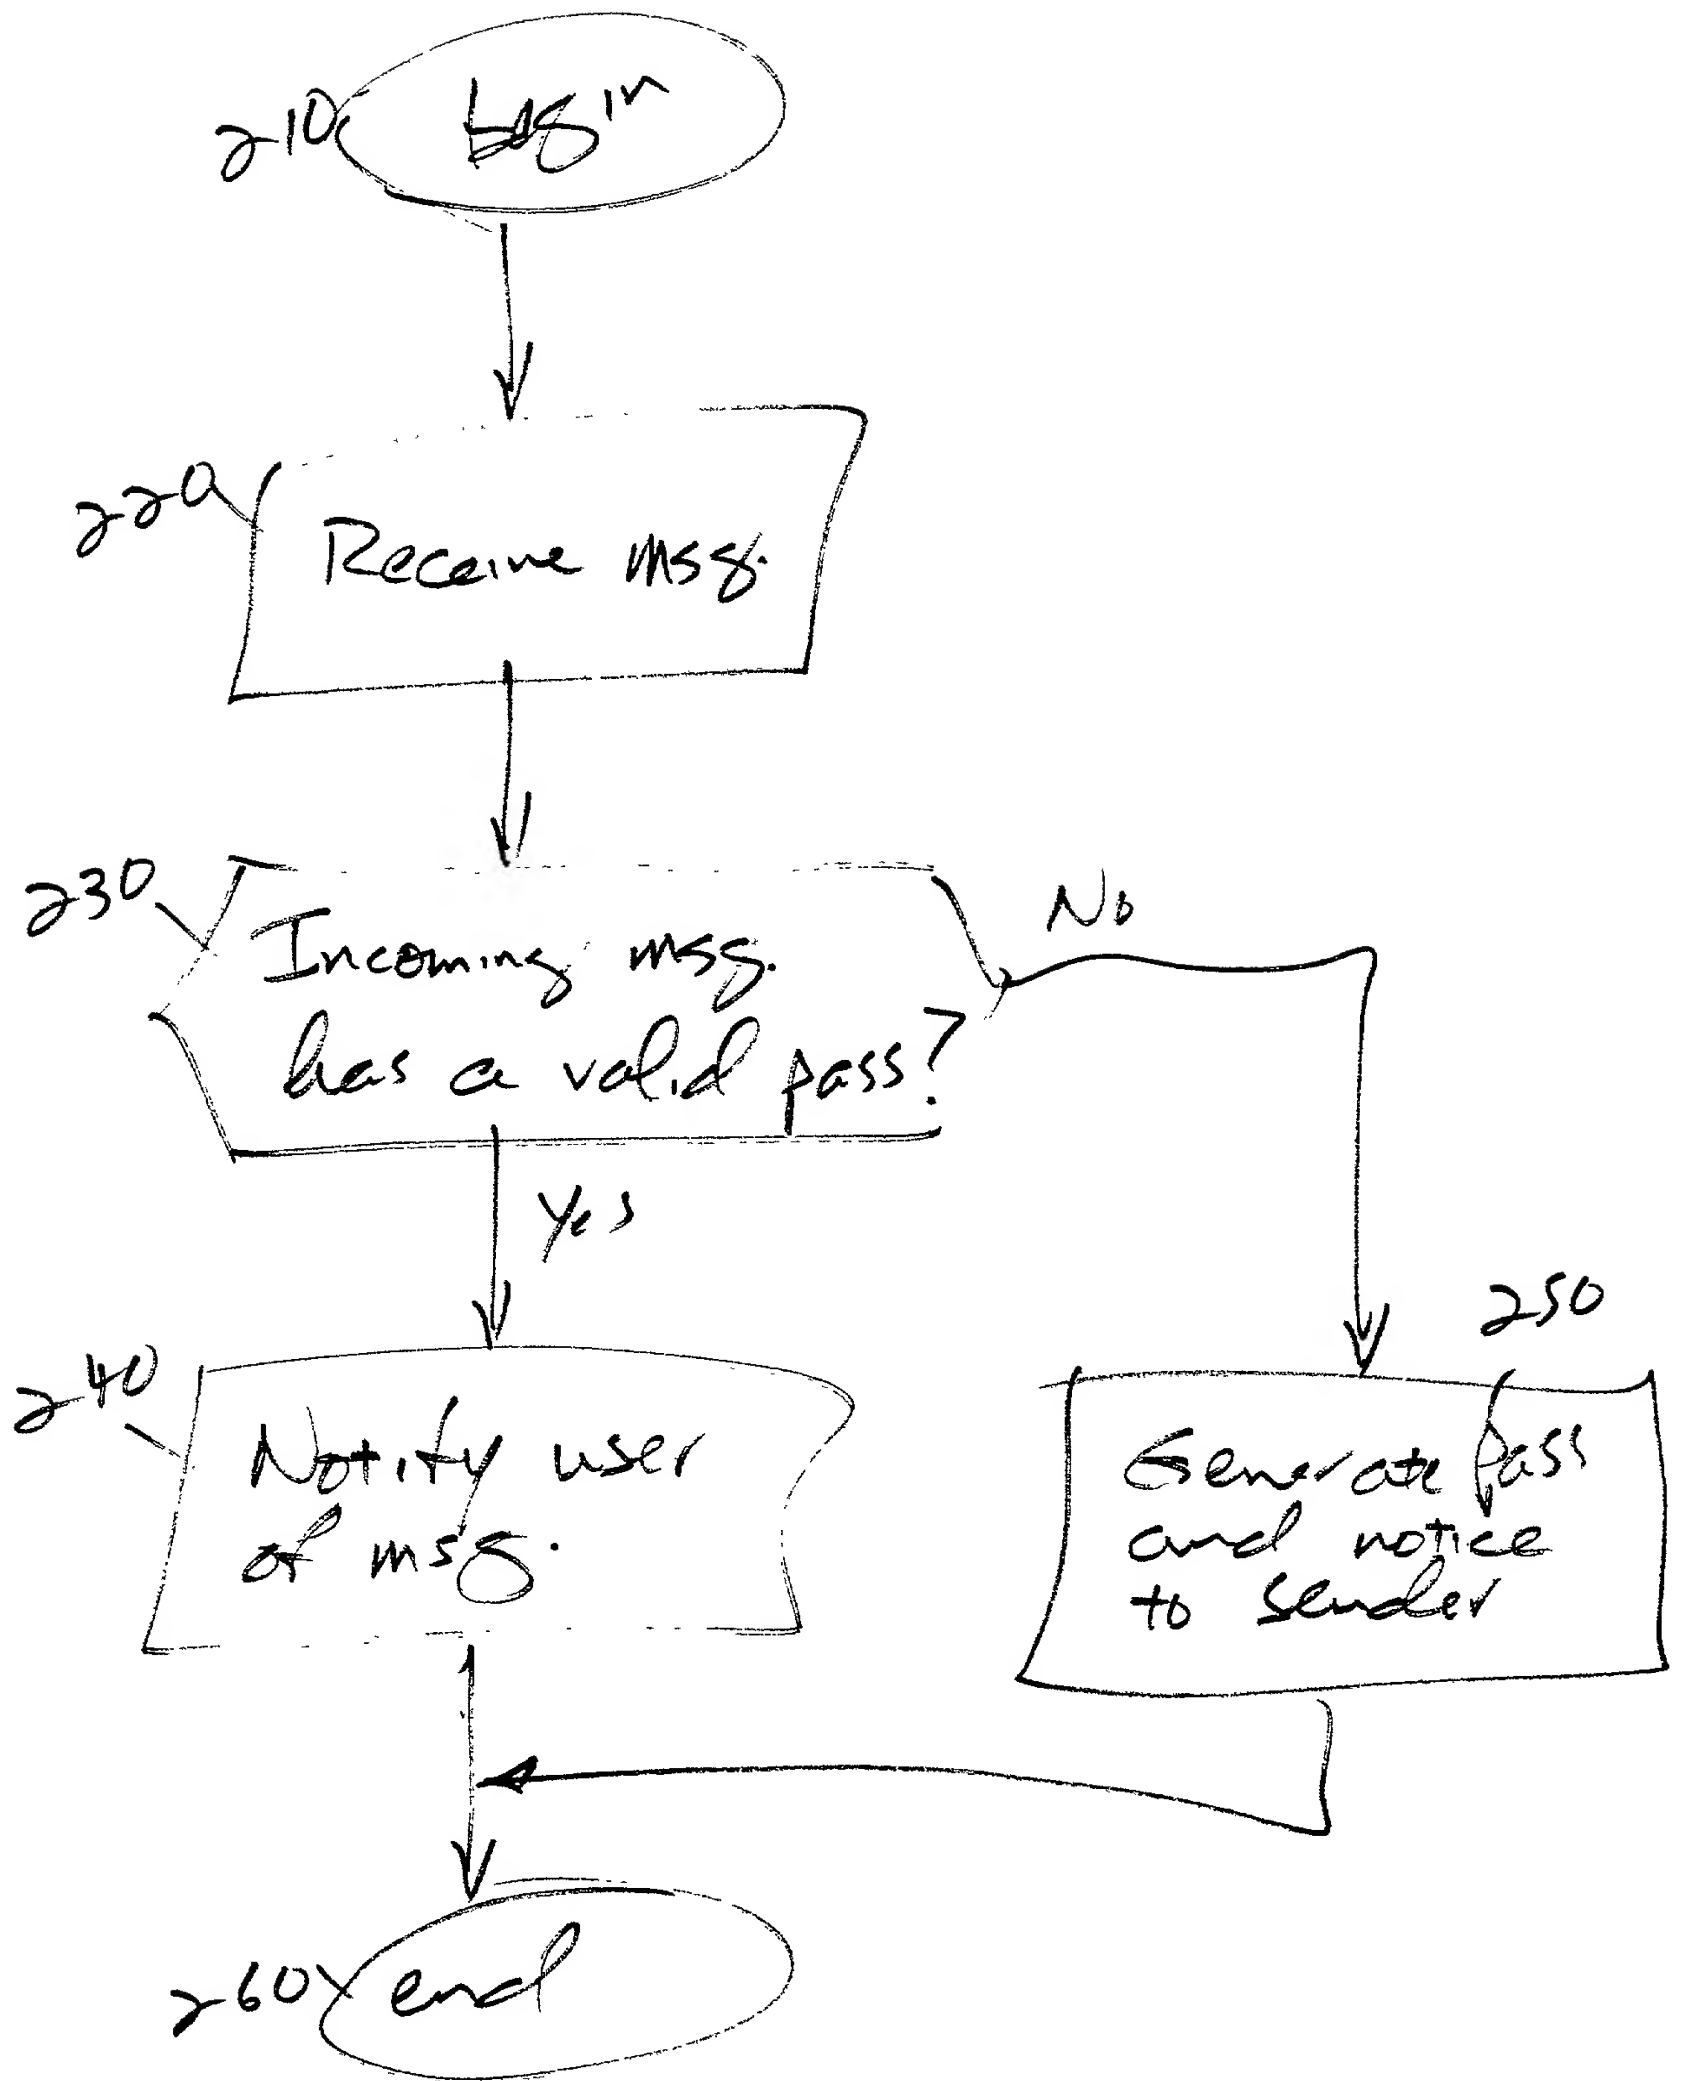 210
begin
220
Receive msg.
230
Incoming msg.
has a valid pass?
No
Yes
240
Notify user
of msg.
250
Generate pass
and notice
to sender
260
end